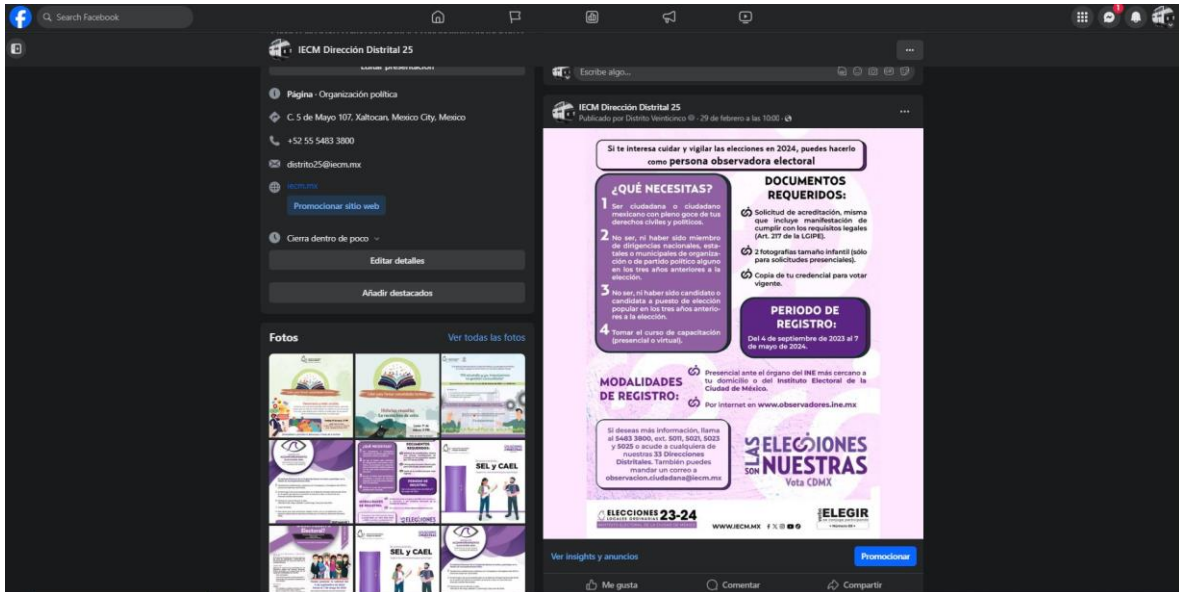 Search Facebook
1
IECM Dirección Distrital 25
Editar presentación
Página · Organización política
C. 5 de Mayo 107, Xaltocan, Mexico City, Mexico
+52 55 5483 3800
distrito25@iecm.mx
iecm.mx
Promocionar sitio web
Cierra dentro de poco
Editar detalles
Añadir destacados
Fotos
Ver todas las fotos
SEL y CAEL
SEL y CAEL
Escribe algo...
IECM Dirección Distrital 25
Publicado por Distrito Veinticinco · 29 de febrero a las 10:00 ·
Si te interesa cuidar y vigilar las elecciones en 2024, puedes hacerlo
como persona observadora electoral
¿QUÉ NECESITAS?
1 Ser ciudadana o ciudadano
mexicano con pleno goce de tus
derechos civiles y políticos.
2 No ser, ni haber sido miembro
de dirigencias nacionales, esta-
tales o municipales de organiza-
ción o de partido político alguno
en los tres años anteriores a la
elección.
3 No ser, ni haber sido candidato o
candidata a puesto de elección
popular en los tres años anterio-
res a la elección.
4 Tomar el curso de capacitación
(presencial o virtual).
DOCUMENTOS
REQUERIDOS:
Solicitud de acreditación, misma
que incluye manifestación de
cumplir con los requisitos legales
(Art. 217 de la LGIPE).
2 fotografías tamaño infantil (sólo
para solicitudes presenciales).
Copia de tu credencial para votar
vigente.
PERIODO DE
REGISTRO:
Del 4 de septiembre de 2023 al 7
de mayo de 2024.
MODALIDADES
DE REGISTRO:
Presencial ante el órgano del INE más cercano a
tu domicilio o del Instituto Electoral de la
Ciudad de México.
Por internet en www.observadores.ine.mx
Si deseas más información, llama
al 5483 3800, ext. 5011, 5021, 5023
y 5025 o acude a cualquiera de
nuestras 33 Direcciones
Distritales. También puedes
mandar un correo a
observacion.ciudadana@iecm.mx
LAS ELECCIONES
SON NUESTRAS
Vota CDMX
ELECCIONES 23-24
LOCALES ORDINARIAS
WWW.IECM.MX
ELEGIR
Ver insights y anuncios
Promocionar
Me gusta
Comentar
Compartir